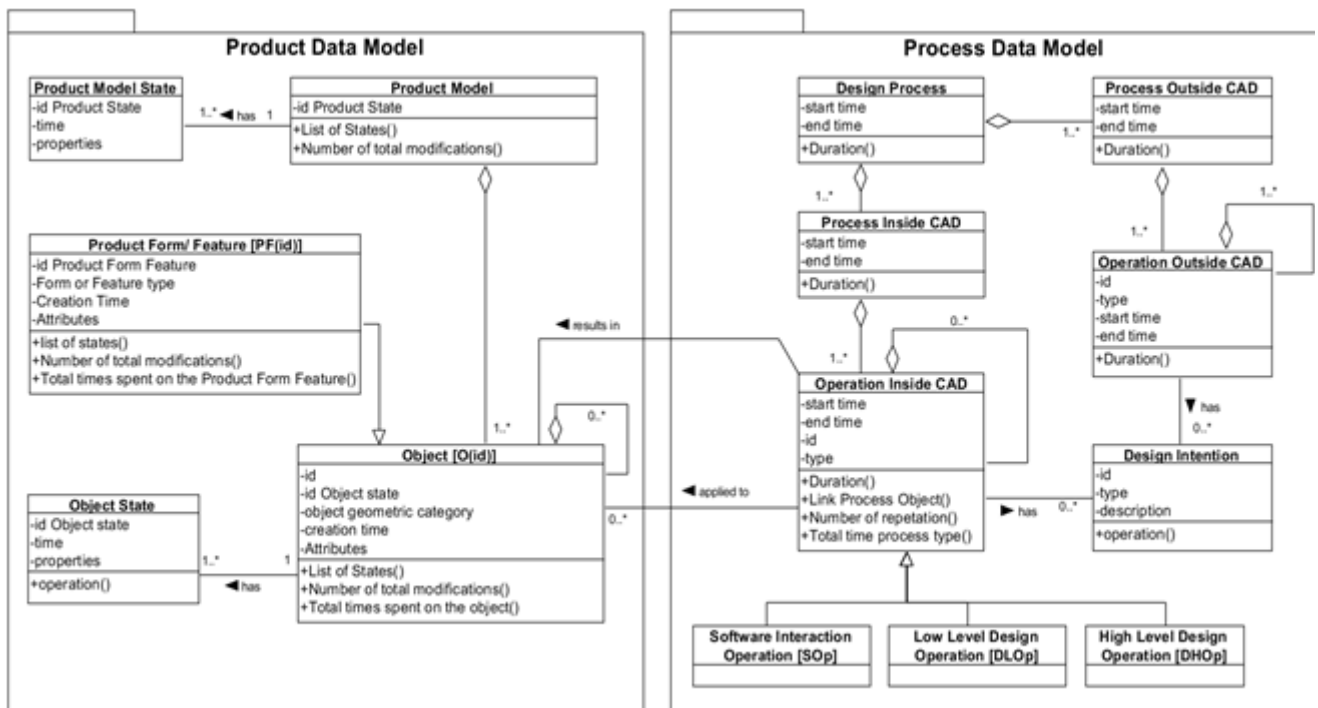 Product Data Model
Product Model State
-id Product State
-time
-properties
1..* ◄ has 1
Product Model
-id Product State
+List of States()
+Number of total modifications()
Product Form/ Feature [PF(id)]
-id Product Form Feature
-Form or Feature type
-Creation Time
-Attributes
+list of states()
+Number of total modifications()
+Total times spent on the Product Form Feature()
1..*
0..*
Object [O(id)]
-id
-id Object state
-object geometric category
-creation time
-Attributes
+List of States()
+Number of total modifications()
+Total times spent on the object()
Object State
-id Object state
-time
-properties
+operation()
1..*
1
◄ has
0..*
◄ results in
◄ applied to
Process Data Model
Design Process
-start time
-end time
+Duration()
1..*
Process Outside CAD
-start time
-end time
+Duration()
1..*
Process Inside CAD
-start time
-end time
+Duration()
1..*
1..*
Operation Outside CAD
-id
-type
-start time
-end time
+Duration()
0..*
1..*
Operation Inside CAD
-start time
-end time
-id
-type
+Duration()
+Link Process Object()
+Number of repetation()
+Total time process type()
▼ has
0..*
Design Intention
-id
-type
-description
+operation()
► has
0..*
Software Interaction
Operation [SOp]
Low Level Design
Operation [DLOp]
High Level Design
Operation [DHOp]